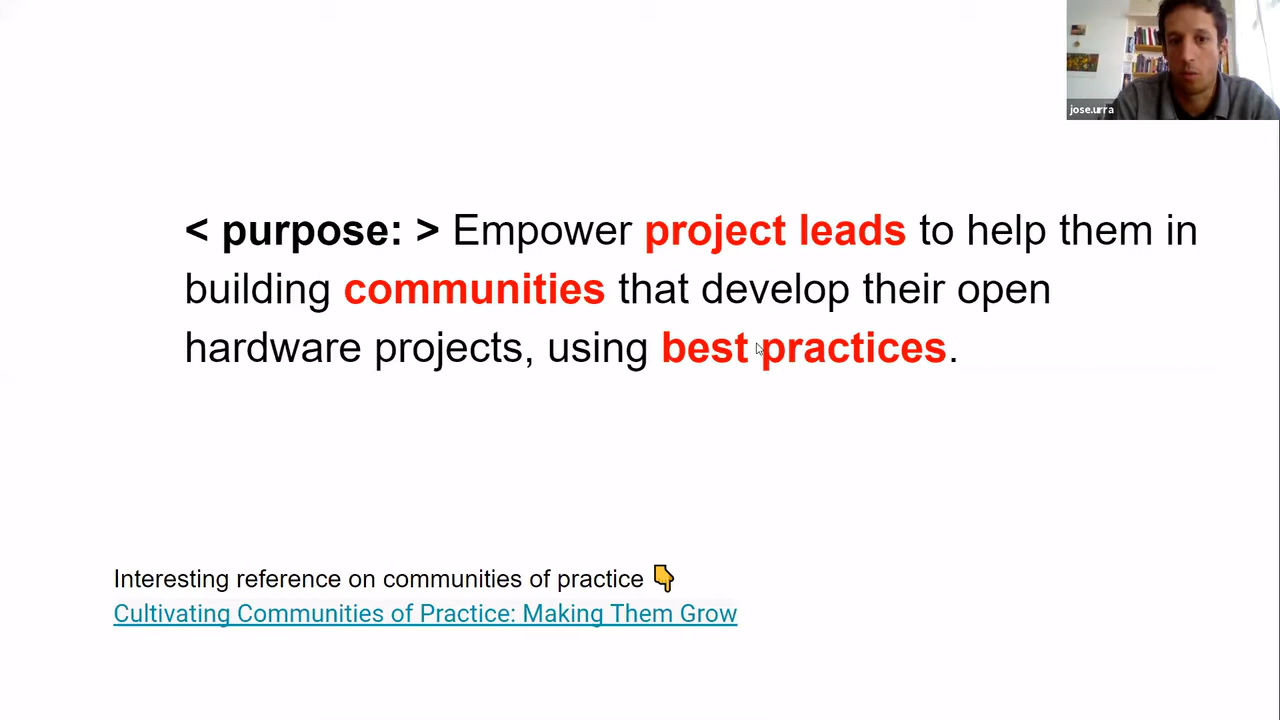 jose.urra
< purpose: > Empower project leads to help them in
building communities that develop their open
hardware projects, using best practices.
Interesting reference on communities of practice 👇
Cultivating Communities of Practice: Making Them Grow